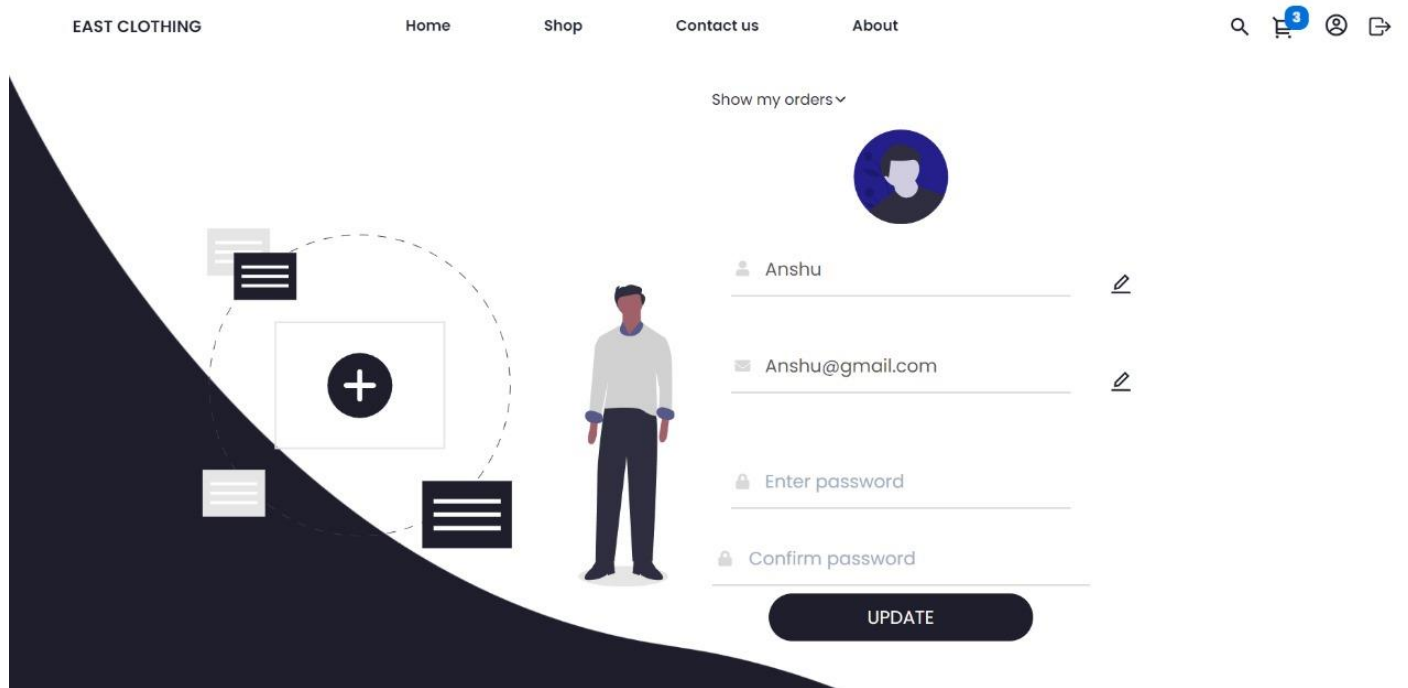 EAST CLOTHING Home Shop Contact us About 3
Show my orders
Anshu
Anshu@gmail.com
Enter password
Confirm password
UPDATE